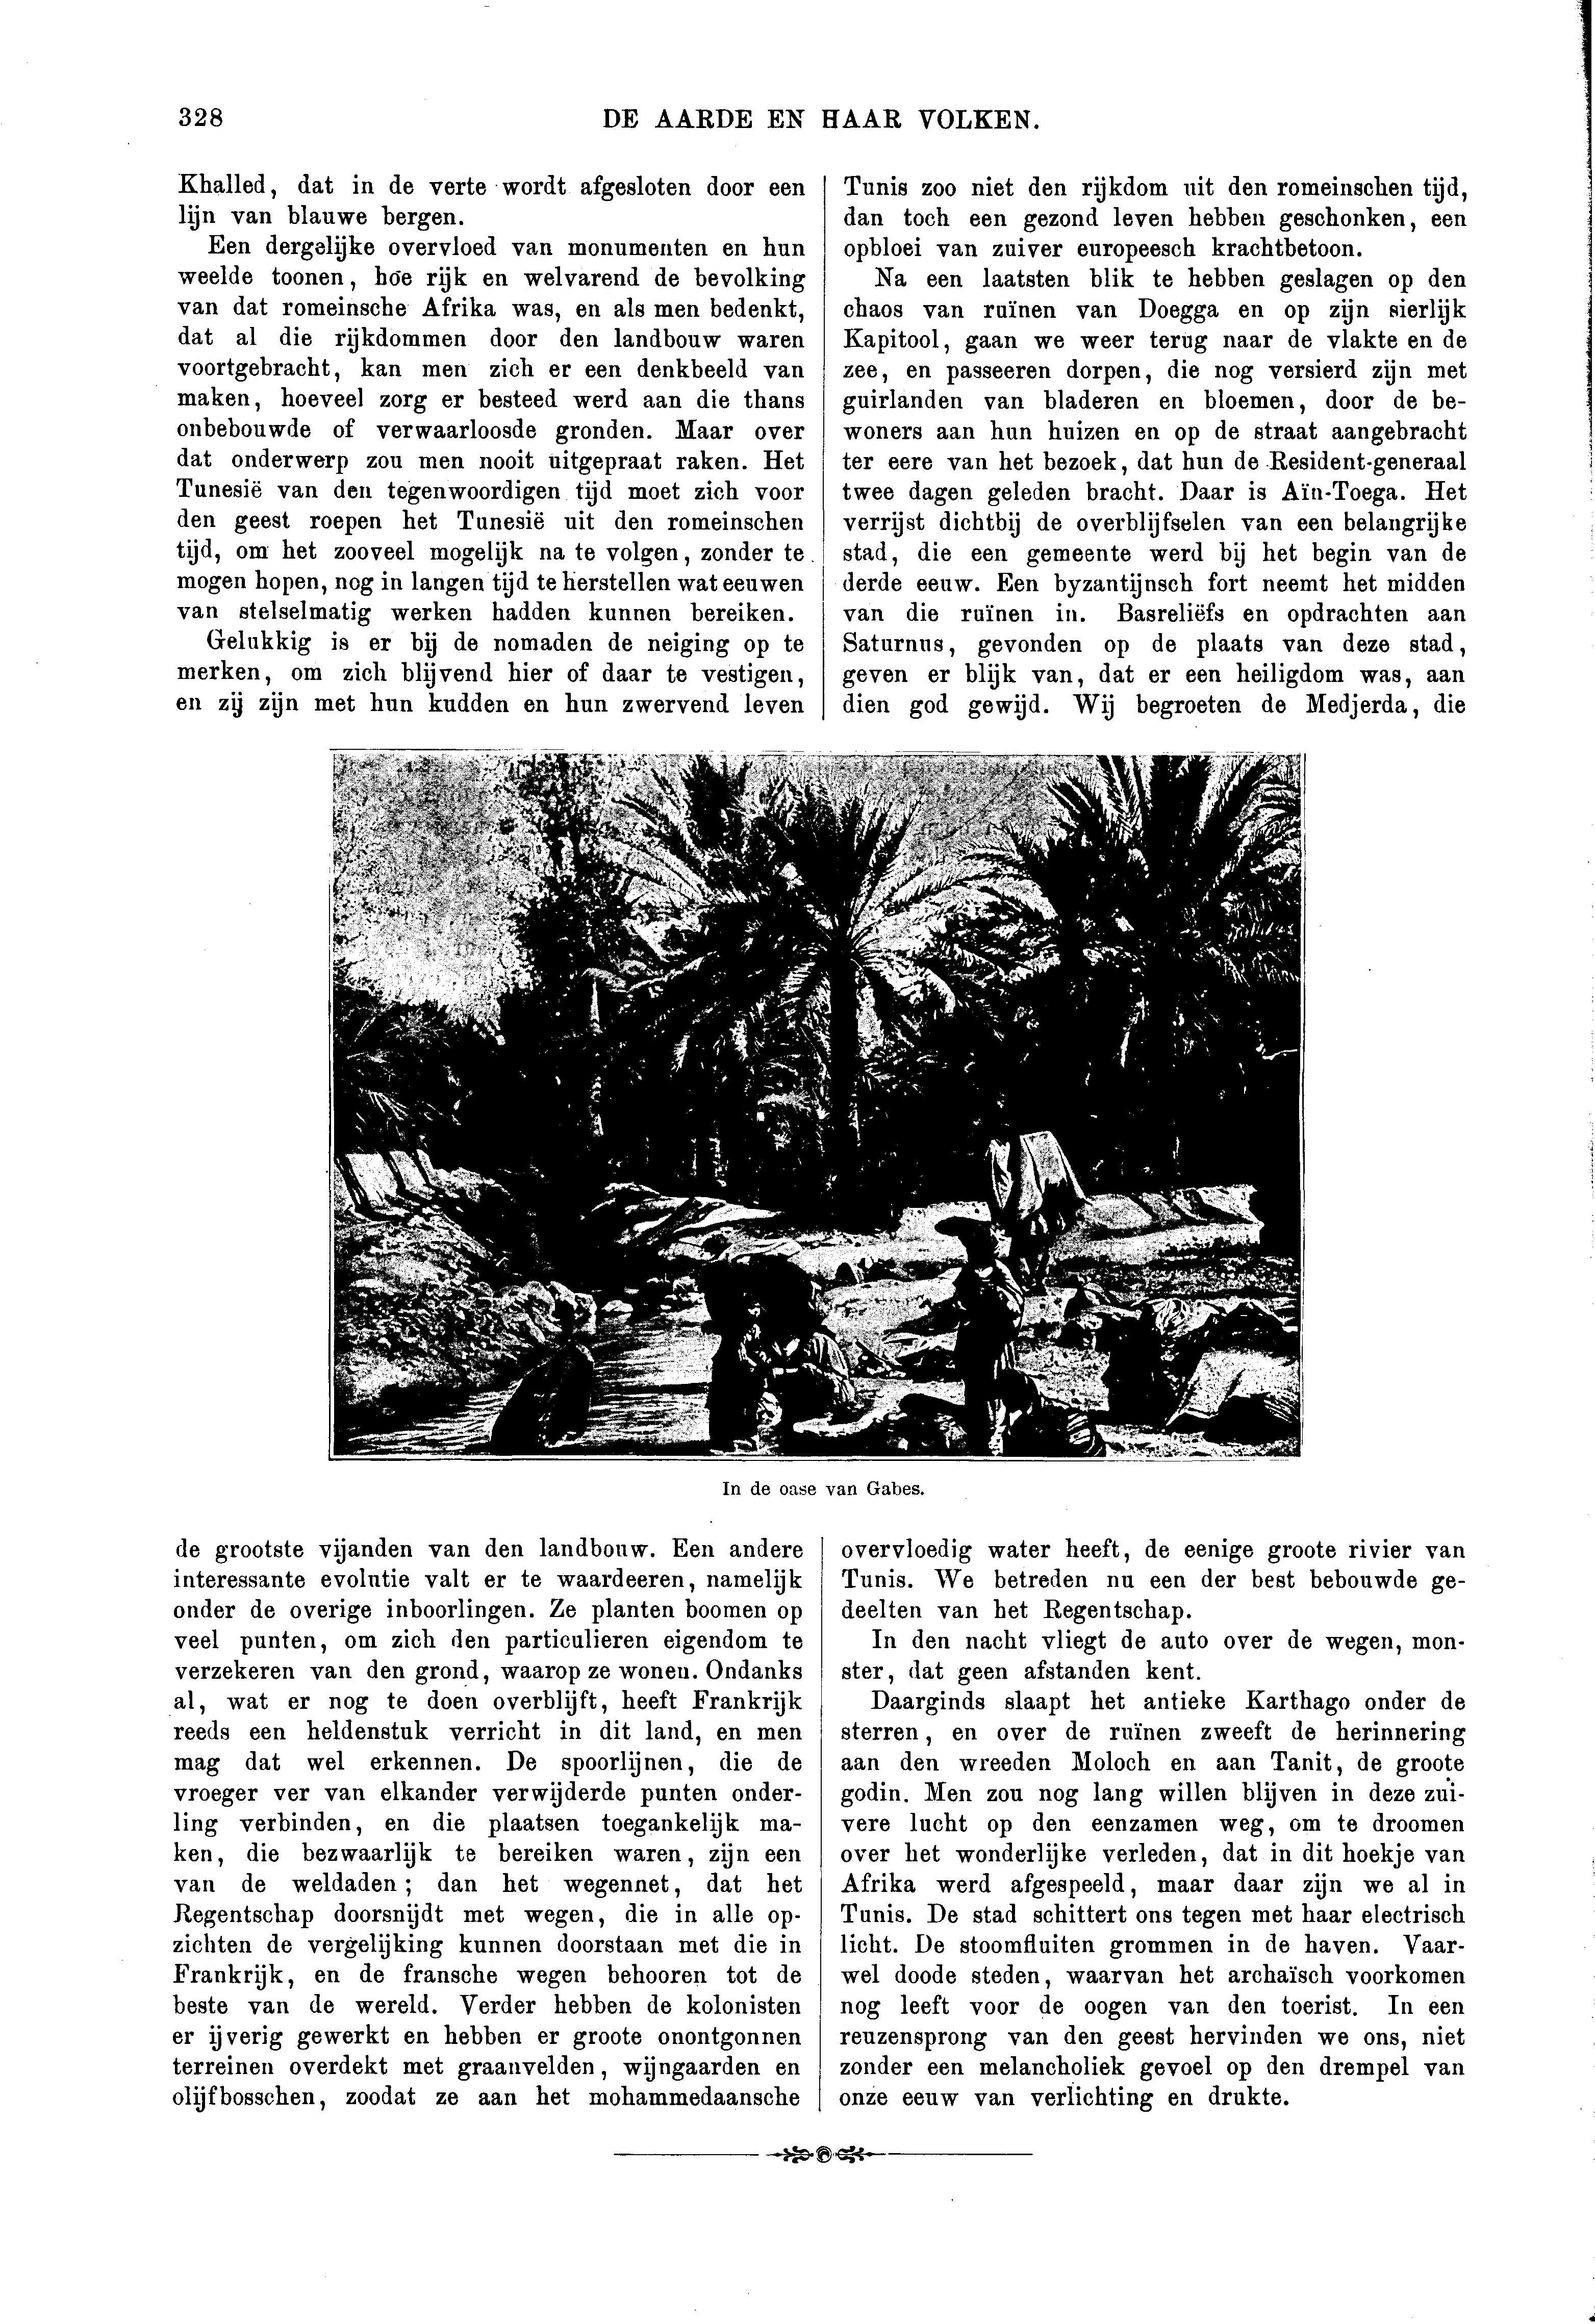 328
DE AARDE EN HAAR VOLKEN.
Khalled, dat in de verte wordt afgesloten door een
lijn van blauwe bergen.
Een dergelijke overvloed van monumenten en hun
weelde toonen, hoe rijk en welvarend de bevolking
van dat romeinsche Afrika was, en als men bedenkt,
dat al die rijkdommen door den landbouw waren
voortgebracht, kan men zich er een denkbeeld van
maken, hoeveel zorg er besteed werd aan die thans
onbebouwde of verwaarloosde gronden. Maar over
dat onderwerp zou men nooit uitgepraat raken. Het
Tunesië van den tegenwoordigen tijd moet zich voor
den geest roepen het Tunesië uit den romeinschen
tijd, om het zooveel mogelijk na te volgen, zonder te
mogen hopen, nog in langen tijd te herstellen wat eeuwen
van stelselmatig werken hadden kunnen bereiken.
Gelukkig is er bij de nomaden de neiging op te
merken, om zich blijvend hier of daar te vestigen,
en zij zijn met hun kudden en hun zwervend leven
de grootste vijanden van den landbouw. Een andere
interessante evolutie valt er te waardeeren, namelijk
onder de overige inboorlingen. Ze planten boomen op
veel punten, om zich den particulieren eigendom te
verzekeren van den grond, waarop ze wonen. Ondanks
al, wat er nog te doen overblijft, heeft Frankrijk
reeds een heldenstuk verricht in dit land, en men
mag dat wel erkennen. De spoorlijnen, die de
vroeger ver van elkander verwijderde punten onder-
ling verbinden, en die plaatsen toegankelijk ma-
ken, die bezwaarlijk te bereiken waren, zijn een
van de weldaden; dan het wegennet, dat het
Regentschap doorsnijdt met wegen, die in alle op-
zichten de vergelijking kunnen doorstaan met die in
Frankrijk, en de fransche wegen behooren tot de
beste van de wereld. Verder hebben de kolonisten
er ijverig gewerkt en hebben er groote onontgonnen
terreinen overdekt met graanvelden, wijngaarden en
olijfbosschen, zoodat ze aan het mohammedaansche
Tunis zoo niet den rijkdom uit den romeinschen tijd,
dan toch een gezond leven hebben geschonken, een
opbloei van zuiver europeesch krachtbetoon.
Na een laatsten blik te hebben geslagen op den
chaos van ruïnen van Doegga en op zijn sierlijk
Kapitool, gaan we weer terug naar de vlakte en de
zee, en passeeren dorpen, die nog versierd zijn met
guirlanden van bladeren en bloemen, door de be-
woners aan hun huizen en op de straat aangebracht
ter eere van het bezoek, dat hun de Resident-generaal
twee dagen geleden bracht. Daar is Aïn-Toega. Het
verrijst dichtbij de overblijfselen van een belangrijke
stad, die een gemeente werd bij het begin van de
derde eeuw. Een byzantijnsch fort neemt het midden
van die ruïnen in. Basreliëfs en opdrachten aan
Saturnus, gevonden op de plaats van deze stad,
geven er blijk van, dat er een heiligdom was, aan
dien god gewijd. Wij begroeten de Medjerda, die
overvloedig water heeft, de eenige groote rivier van
Tunis. We betreden nu een der best bebouwde ge-
deelten van het Regentschap.
In den nacht vliegt de auto over de wegen, mon-
ster, dat geen afstanden kent.
Daarginds slaapt het antieke Karthago onder de
sterren, en over de ruïnen zweeft de herinnering
aan den wreeden Moloch en aan Tanit, de groote
godin. Men zou nog lang willen blijven in deze zui-
vere lucht op den eenzamen weg, om te droomen
over het wonderlijke verleden, dat in dit hoekje van
Afrika werd afgespeeld, maar daar zijn we al in
Tunis. De stad schittert ons tegen met haar electrisch
licht. De stoomfluiten grommen in de haven. Vaar-
wel doode steden, waarvan het archaïsch voorkomen
nog leeft voor de oogen van den toerist. In een
reuzensprong van den geest hervinden we ons, niet
zonder een melancholiek gevoel op den drempel van
onze eeuw van verlichting en drukte.
In de oase van Gabes.